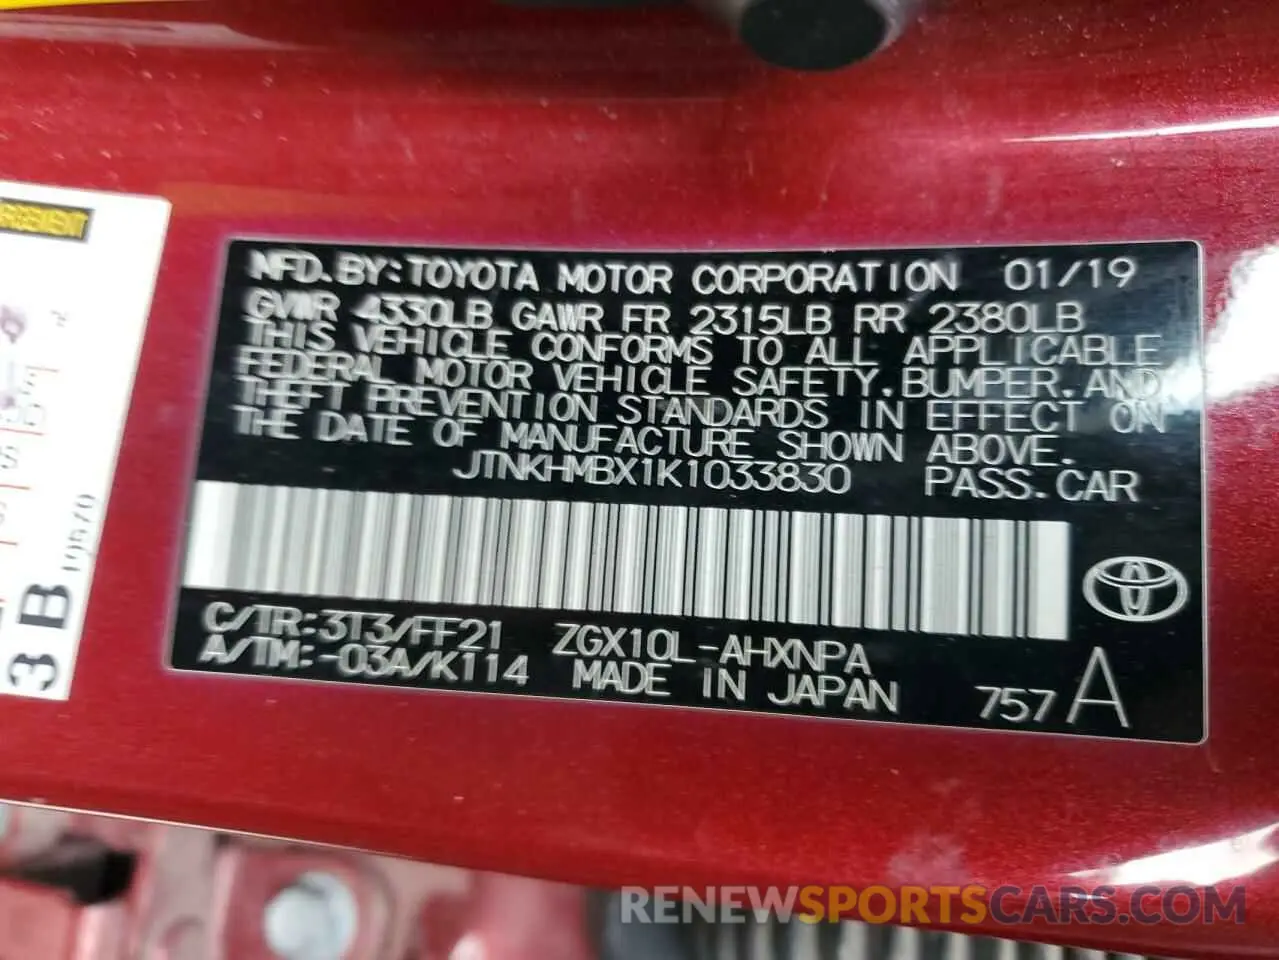 MFD.BY:TOYOTA MOTOR CORPORATION 01/19
GVWR 4330LB GAWR FR 2315LB RR 2380LB
THIS VEHICLE CONFORMS TO ALL APPLICABLE
FEDERAL MOTOR VEHICLE SAFETY.BUMPER.AND
THEFT PREVENTION STANDARDS IN EFFECT ON
THE DATE OF MANUFACTURE SHOWN ABOVE.
JTNKHMBX1K1033830 PASS.CAR
C/TR:3T3/FF21 ZGX10L-AHXNPA
A/TM:-03A/K114 MADE IN JAPAN 757 A
3 B
RENEWSPORTSCARS.COM